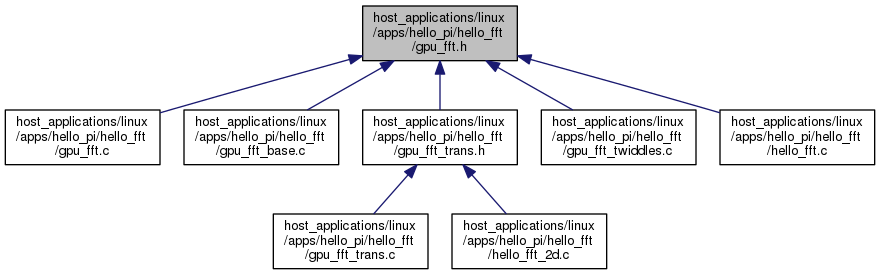 host_applications/linux
/apps/hello_pi/hello_fft
/gpu_fft.h
host_applications/linux
/apps/hello_pi/hello_fft
/gpu_fft.c
host_applications/linux
/apps/hello_pi/hello_fft
/gpu_fft_base.c
host_applications/linux
/apps/hello_pi/hello_fft
/gpu_fft_trans.h
host_applications/linux
/apps/hello_pi/hello_fft
/gpu_fft_twiddles.c
host_applications/linux
/apps/hello_pi/hello_fft
/hello_fft.c
host_applications/linux
/apps/hello_pi/hello_fft
/gpu_fft_trans.c
host_applications/linux
/apps/hello_pi/hello_fft
/hello_fft_2d.c